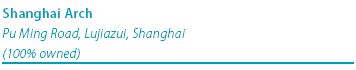 Shanghai Arch
Pu Ming Road, Lujiazui, Shanghai
(100% owned)